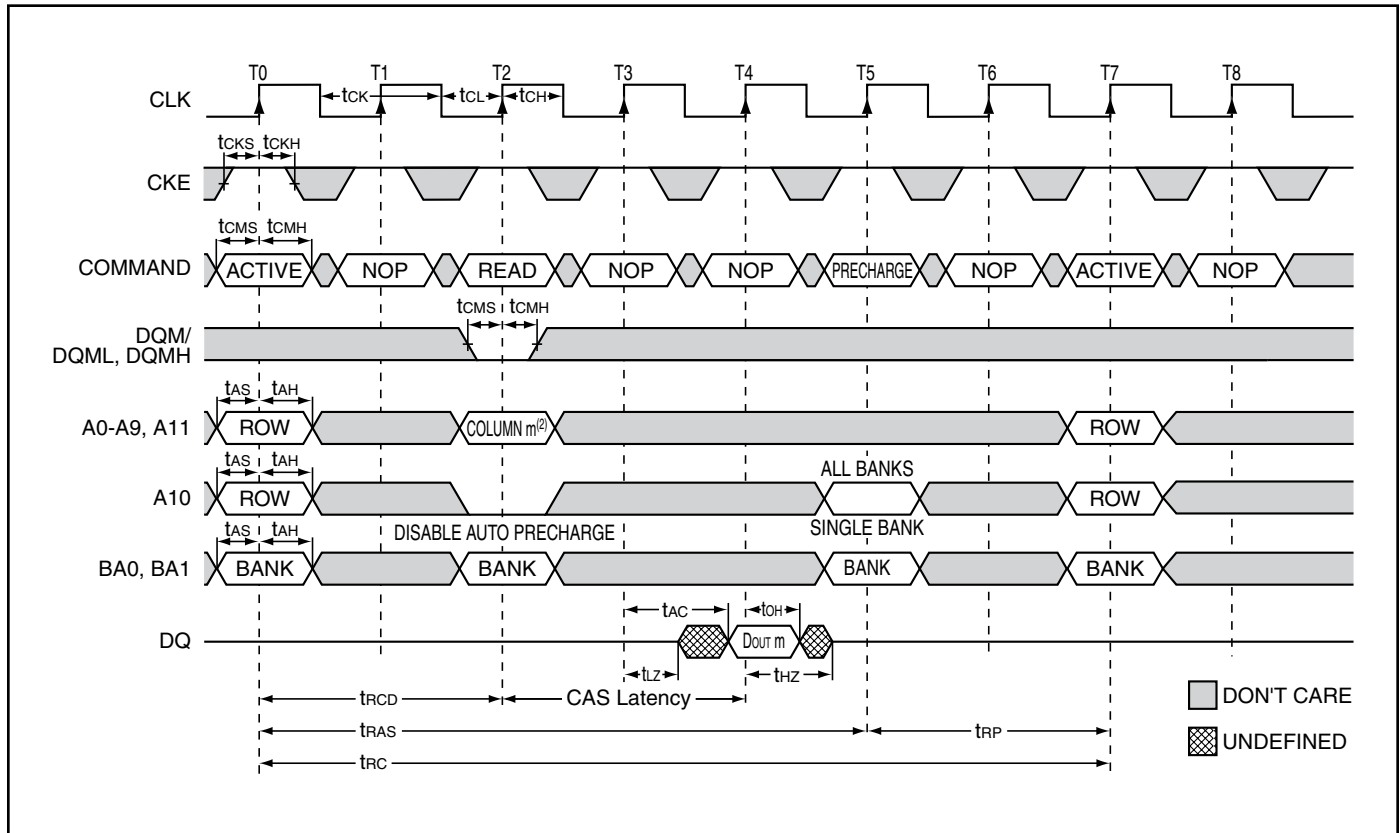 T0 T1 T2 T3 T4 T5 T6 T7 T8
CLK tCK tCL tCH
tCKS tCKH
CKE
tCMS tCMH
COMMAND ACTIVE NOP READ NOP NOP PRECHARGE NOP ACTIVE NOP
tCMS tCMH
DQM/
DQML, DQMH
tAS tAH
A0-A9, A11 ROW COLUMN m(2) ROW
tAS tAH ALL BANKS
A10 ROW ROW
tAS tAH DISABLE AUTO PRECHARGE SINGLE BANK
BA0, BA1 BANK BANK BANK BANK
tAC tOH
DQ DOUT m
tLZ tHZ
tRCD CAS Latency
DON'T CARE
tRAS tRP
UNDEFINED
tRC